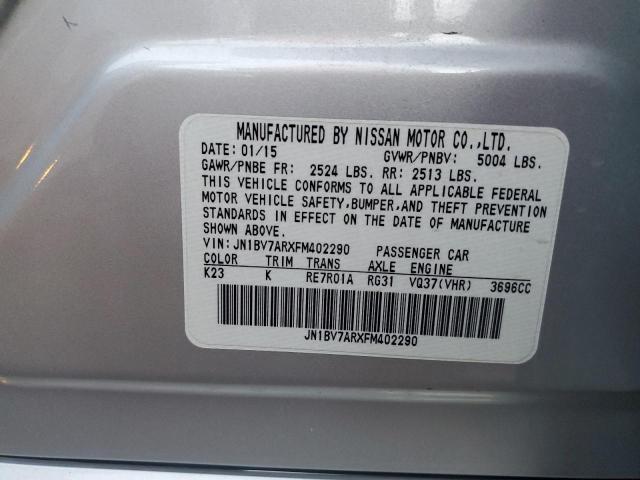 MANUFACTURED BY NISSAN MOTOR CO.,LTD.
DATE: 01/15 GVWR/PNBV: 5004 LBS.
GAWR/PNBE FR: 2524 LBS. RR: 2513 LBS.
THIS VEHICLE CONFORMS TO ALL APPLICABLE FEDERAL
MOTOR VEHICLE SAFETY,BUMPER,AND THEFT PREVENTION
STANDARDS IN EFFECT ON THE DATE OF MANUFACTURE
SHOWN ABOVE.
VIN:JN1BV7ARXFM402290 PASSENGER CAR
COLOR TRIM TRANS AXLE ENGINE
K23 K RE7R01A RG31 VQ37(VHR) 3696CC
JN1BV7ARXFM402290